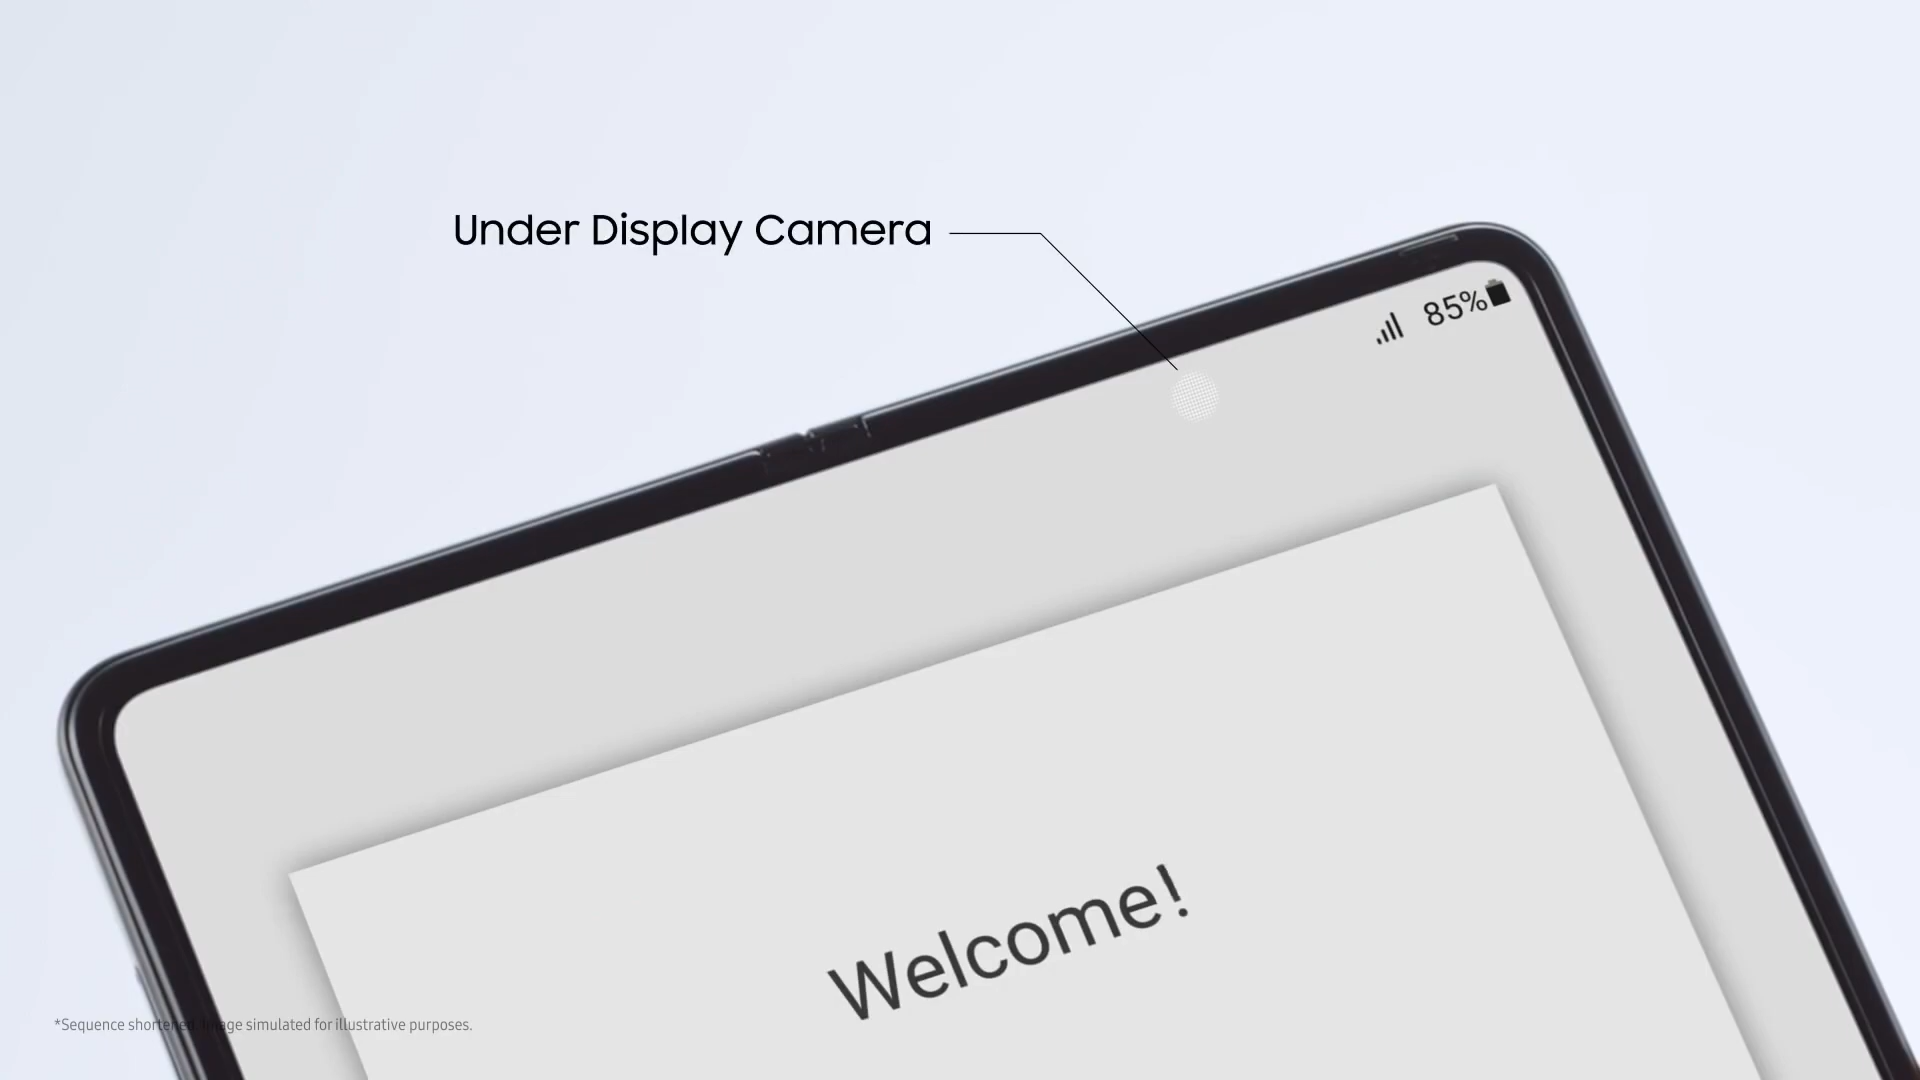 Under Display Camera
85%
Welcome!
*Sequence shortened. Image simulated for illustrative purposes.